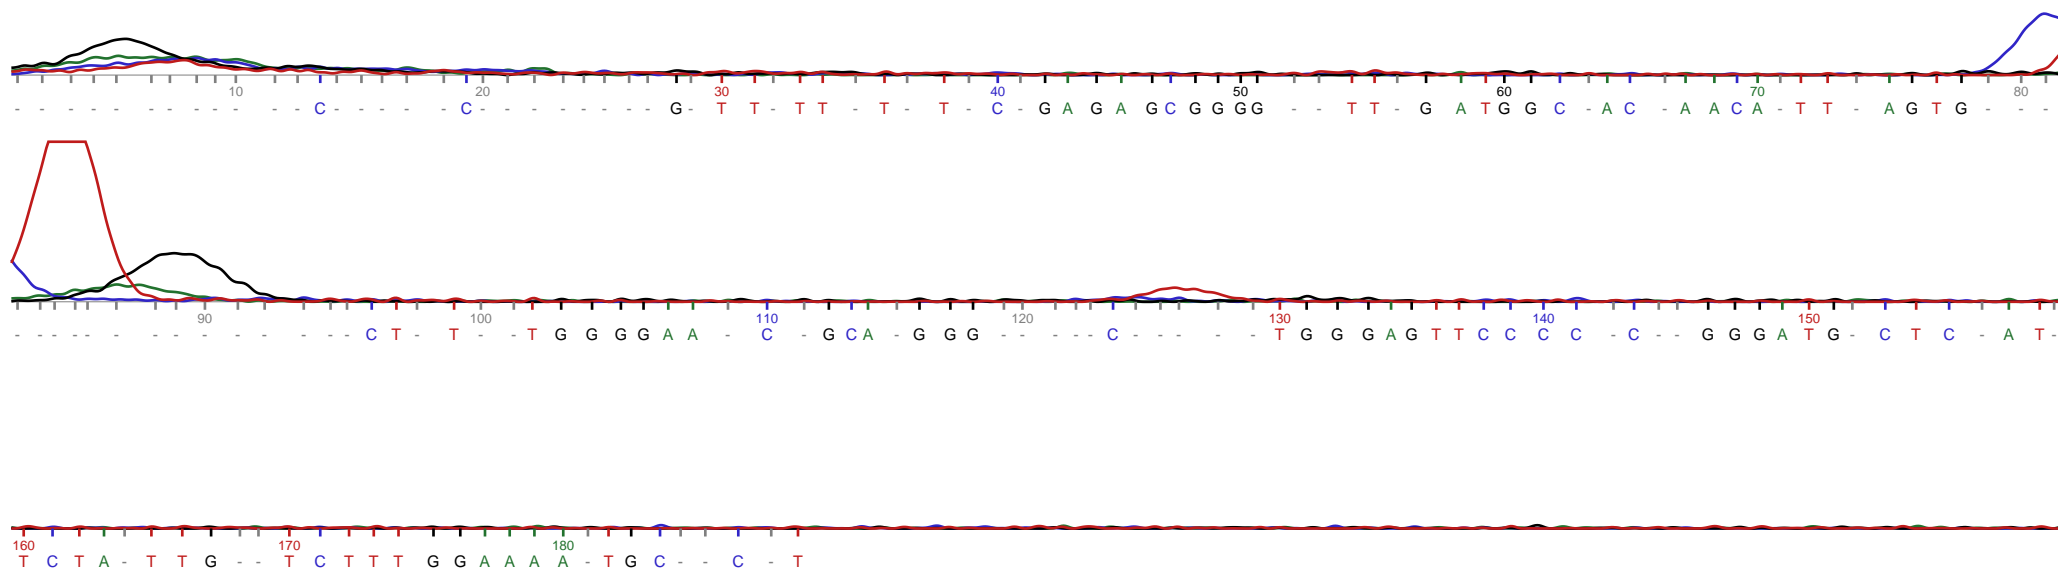 10 20 30 40 50 60 70 80
- - - - - - - - - - - - C - - - - - C - - - - - - - G - T T - T T - T - T - C - G A G A G C G G G G - - T T - G A T G G C - A C - A A C A - T T - A G T G - - -
90 100 110 120 130 140 150
- - - - - - - - - - - - - - C T - T - - T G G G G A A - C - G C A - G G G - - - - - C - - - - - T G G G A G T T C C C C - C - - G G G A T G - C T C - A T -
160 170 180
T C T A - T T G - - T C T T T G G A A A A - T G C - - C - T